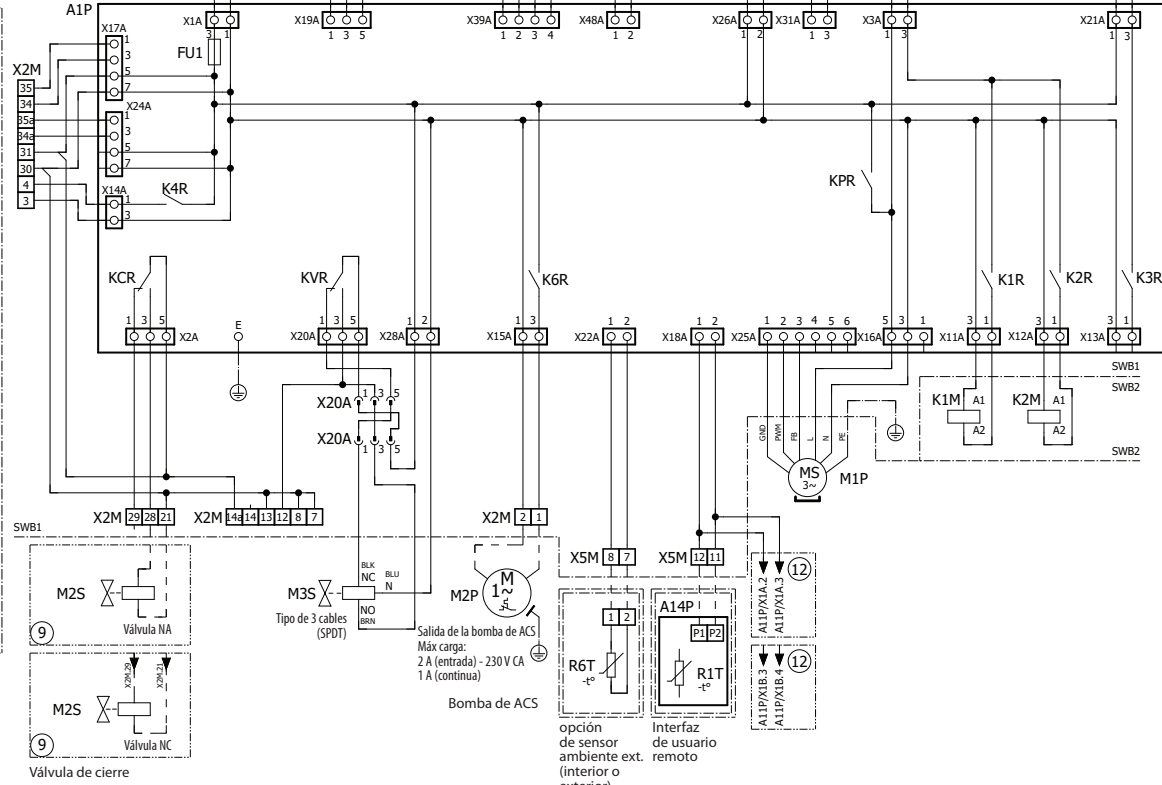 A1P
X1A
3 1
X19A
1 3 5
X39A
1 2 3 4
X48A
1 2
X26A
1 2
X31A
1 3
X3A
1 3
X21A
1 3
X17A
1
3
5
7
FU1
X2M
35
34
35a
34a
31
30
4
3
X24A
1
3
5
7
X14A
1
3
K4R
KPR
KCR
KVR
K6R
K1R
K2R
K3R
1 3 5
X2A
E
X20A
1 3 5
X28A
1 2
X15A
1 3
X22A
1 2
X18A
1 2
X25A
1 2 3 4 5 6
X16A
5 3 1
X11A
3 1
X12A
3 1
X13A
3 1
SWB1
SWB2
X20A
1 3 5
X20A
1 3 5
K1M
A1
A2
K2M
A1
A2
SWB2
GND
PWM
FB
L
N
PE
MS
3~
M1P
SWB1
X2M
29 28 21
X2M
14a 14 13 12 8 7
X2M
2 1
X5M
8 7
X5M
12 11
M2S
Válvula NA
9
M3S
BLK
NC
BLU
N
NO
BRN
Tipo de 3 cables
(SPDT)
M2P
M
1~
Salida de la bomba de ACS
Máx carga:
2 A (entrada) - 230 V CA
1 A (continua)
Bomba de ACS
1 2
R6T
-t°
opción
de sensor
ambiente ext.
(interior o
exterior)
A14P
P1 P2
R1T
-t°
Interfaz
de usuario
remoto
A11P/X1A.2
A11P/X1A.3
12
A11P/X1B.3
A11P/X1B.4
12
X2M.29
X2M.21
M2S
Válvula NC
9
Válvula de cierre